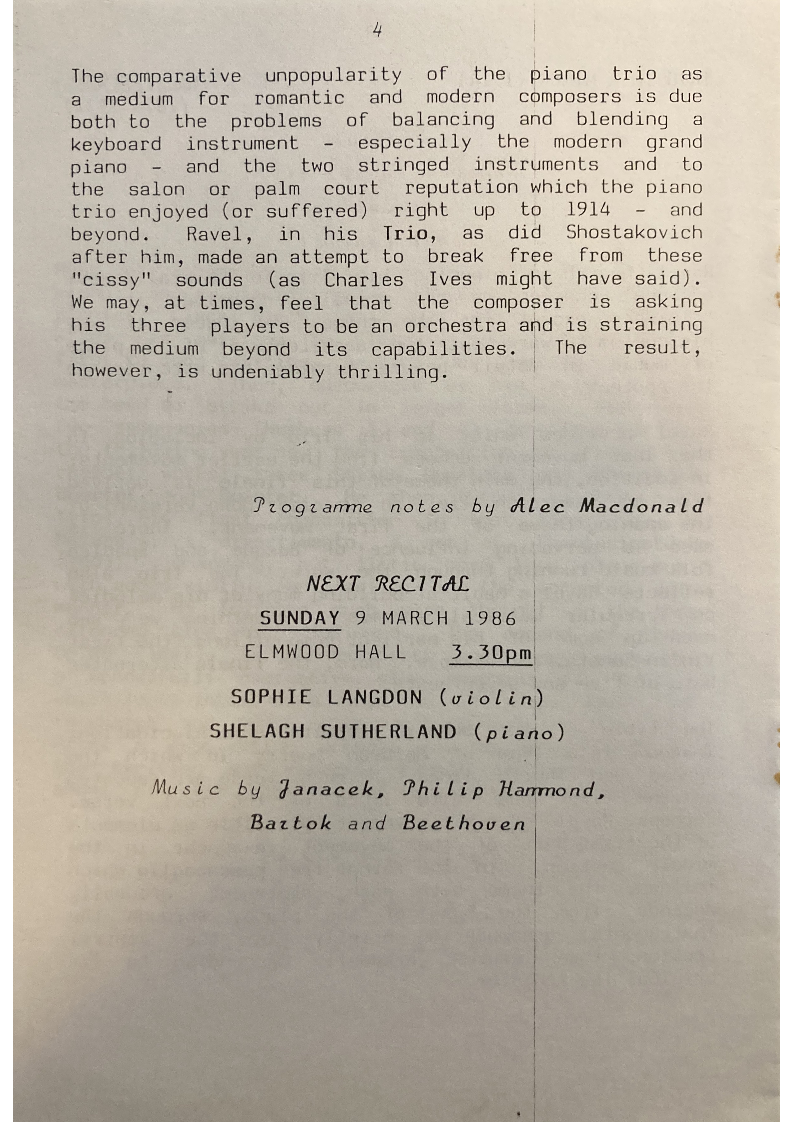 4
The comparative unpopularity of the piano trio as
a medium for romantic and modern composers is due
both to the problems of balancing and blending a
keyboard instrument - especially the modern grand
piano - and the two stringed instruments and to
the salon or palm court reputation which the piano
trio enjoyed (or suffered) right up to 1914 - and
beyond. Ravel, in his Trio, as did Shostakovich
after him, made an attempt to break free from these
"cissy" sounds (as Charles Ives might have said).
We may, at times, feel that the composer is asking
his three players to be an orchestra and is straining
the medium beyond its capabilities. The result,
however, is undeniably thrilling.
Programme notes by Alec Macdonald
NEXT RECITAL
SUNDAY 9 MARCH 1986
ELMWOOD HALL 3.30pm
SOPHIE LANGDON (violin)
SHELAGH SUTHERLAND (piano)
Music by Janacek, Philip Hammond,
Bartok and Beethoven